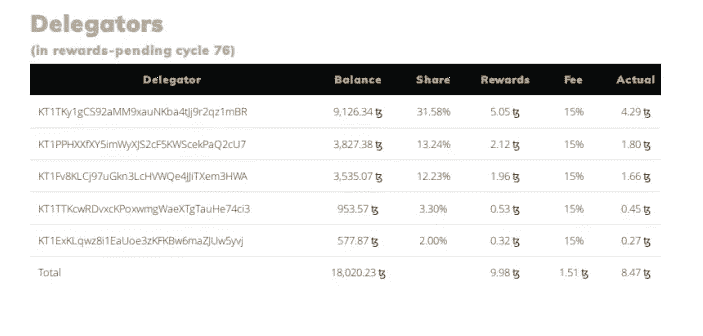 Delegators
(in rewards-pending cycle 76)
Delegator Balance Share Rewards Fee Actual
KT1TKy1gCS92aMM9xauNKba4tJj9r2qz1mBR 9,126.34 ꜩ 31.58% 5.05 ꜩ 15% 4.29 ꜩ
KT1PPHXXfXY5imWyXJS2cF5KWScekPaQ2cU7 3,827.38 ꜩ 13.24% 2.12 ꜩ 15% 1.80 ꜩ
KT1Fv8KLCj97uGkn3LcHVWQe4JJiTXem3HWA 3,535.07 ꜩ 12.23% 1.96 ꜩ 15% 1.66 ꜩ
KT1TTKcwRDvxcKPoxwmgWaeXTgTauHe74ci3 953.57 ꜩ 3.30% 0.53 ꜩ 15% 0.45 ꜩ
KT1ExKLqwz8i1EaUoe3zKFKBw6maZJUw5yvj 577.87 ꜩ 2.00% 0.32 ꜩ 15% 0.27 ꜩ
Total 18,020.23 ꜩ 9.98 ꜩ 1.51 ꜩ 8.47 ꜩ